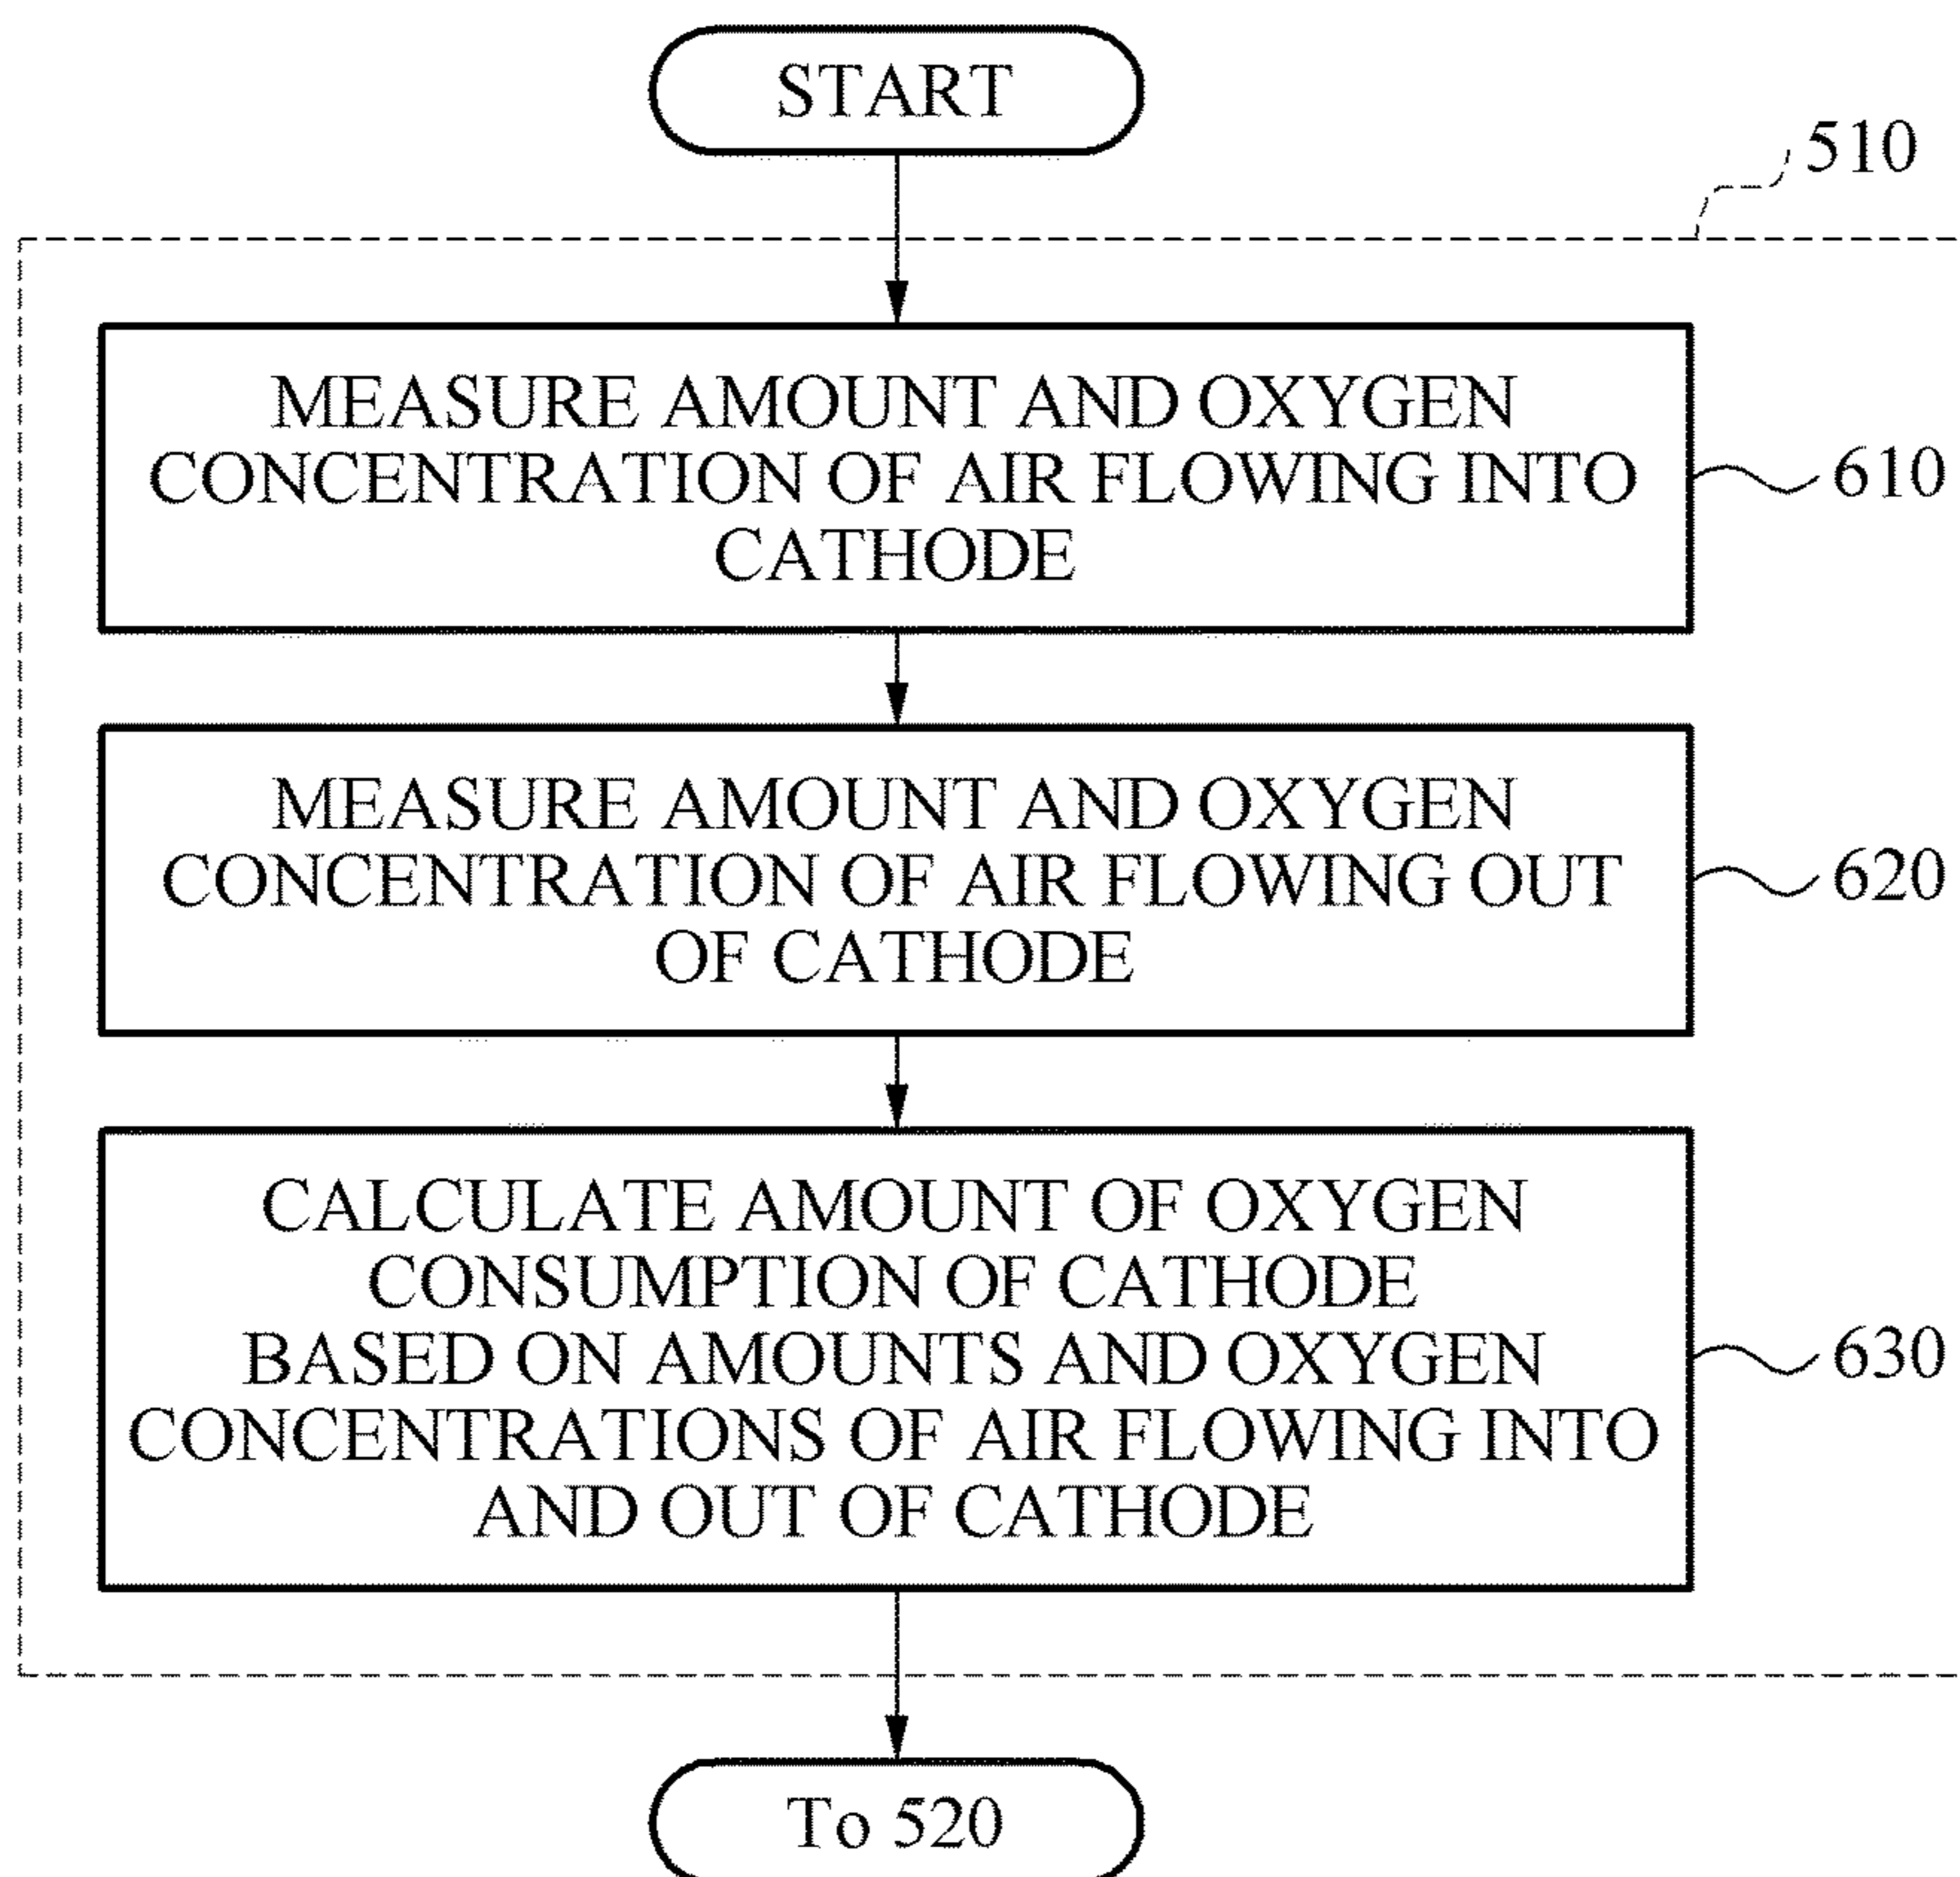 START
510
MEASURE AMOUNT AND OXYGEN
CONCENTRATION OF AIR FLOWING INTO
CATHODE
610
MEASURE AMOUNT AND OXYGEN
CONCENTRATION OF AIR FLOWING OUT
OF CATHODE
620
CALCULATE AMOUNT OF OXYGEN
CONSUMPTION OF CATHODE
BASED ON AMOUNTS AND OXYGEN
CONCENTRATIONS OF AIR FLOWING INTO
AND OUT OF CATHODE
630
To 520